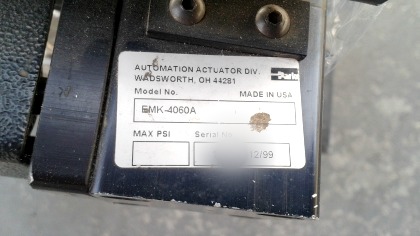 AUTOMATION ACTUATOR DIV.
WADSWORTH, OH 44281
Parker
Model No. MADE IN USA
EMK-4060A
MAX PSI Serial No.
12/99